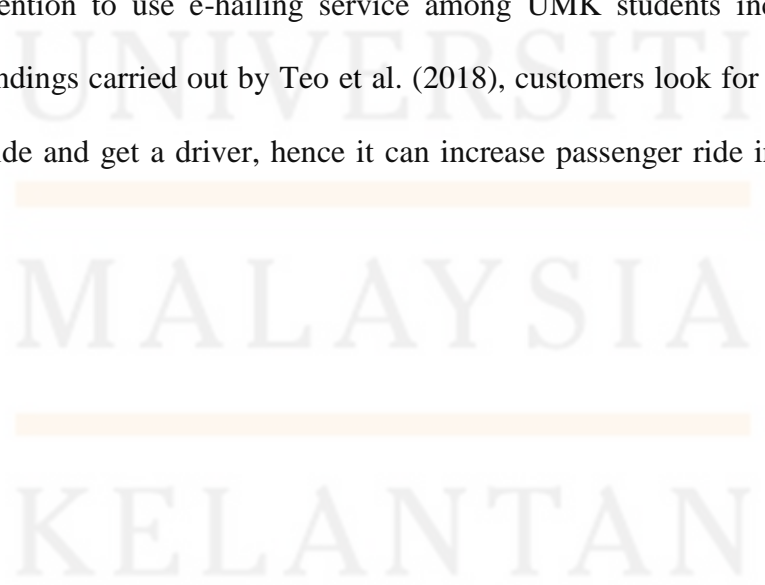 ention to use e-hailing service among UMK students in
UNIVERSITI
ndings carried out by Teo et al. (2018), customers look for
ide and get a driver, hence it can increase passenger ride i
MALAYSIA
KELANTAN